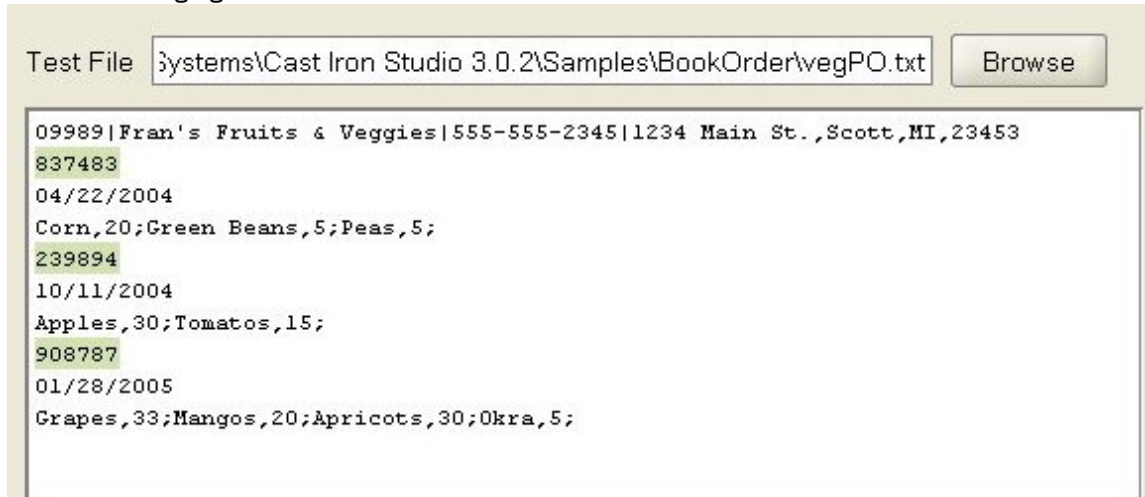 Test File Systems\Cast Iron Studio 3.0.2\Samples\BookOrder\vegPO.txt Browse
09989|Fran's Fruits & Veggies|555-555-2345|1234 Main St.,Scott,MI,23453
837483
04/22/2004
Corn,20;Green Beans,5;Peas,5;
239894
10/11/2004
Apples,30;Tomatos,15;
908787
01/28/2005
Grapes,33;Mangos,20;Apricots,30;Okra,5;